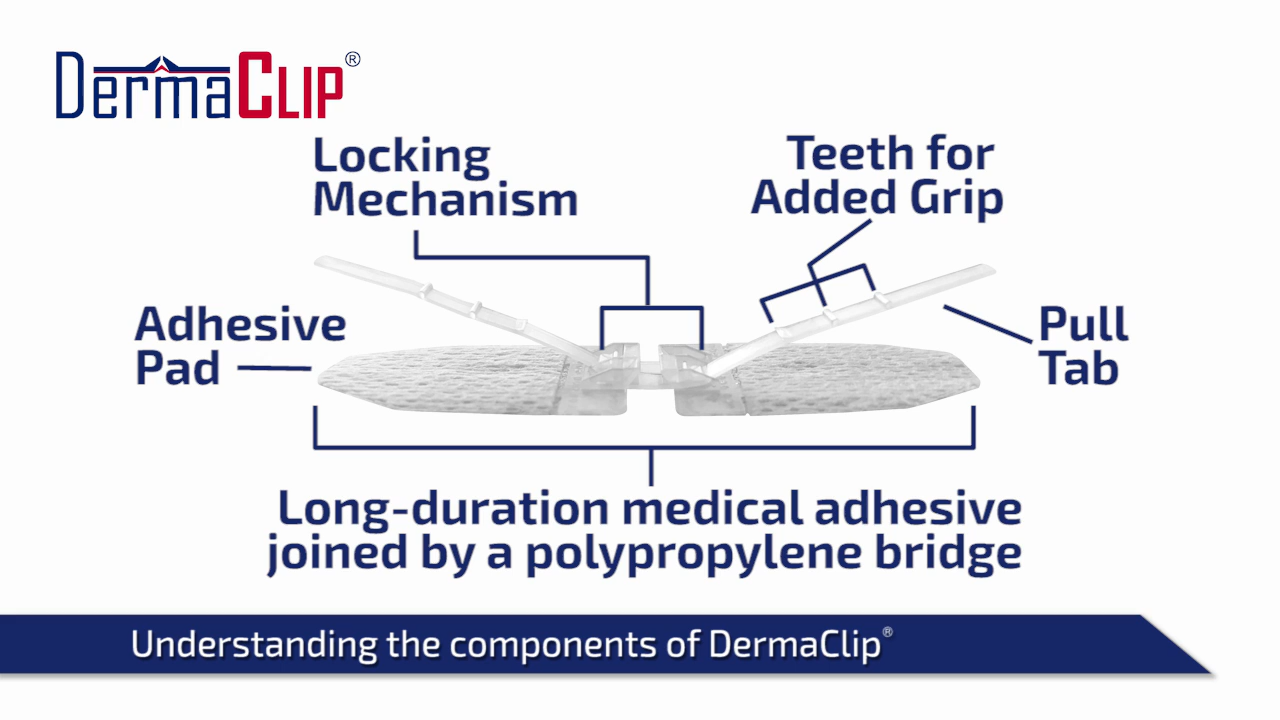 DermaClip®
Locking
Mechanism
Teeth for
Added Grip
Adhesive
Pad
Pull
Tab
Long-duration medical adhesive
joined by a polypropylene bridge
Understanding the components of DermaClip®